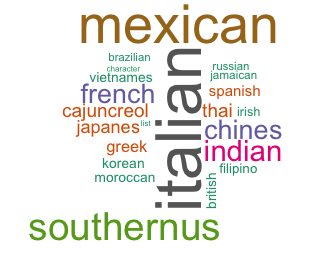 mexican
brazilian
character
vietnames
french
cajuncreol
japanes
list
greek
korean
moroccan
italian
russian
jamaican
spanish
thai
irish
chines
indian
filipino
british
southernus